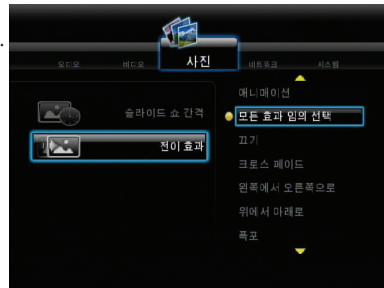 오디오 비디오 사진 네트워크 시스템
슬라이드 쇼 간격
전이 효과
애니메이션
모든 효과 임의 선택
끄기
크로스 페이드
왼쪽에서 오른쪽으로
위에서 아래로
폭포